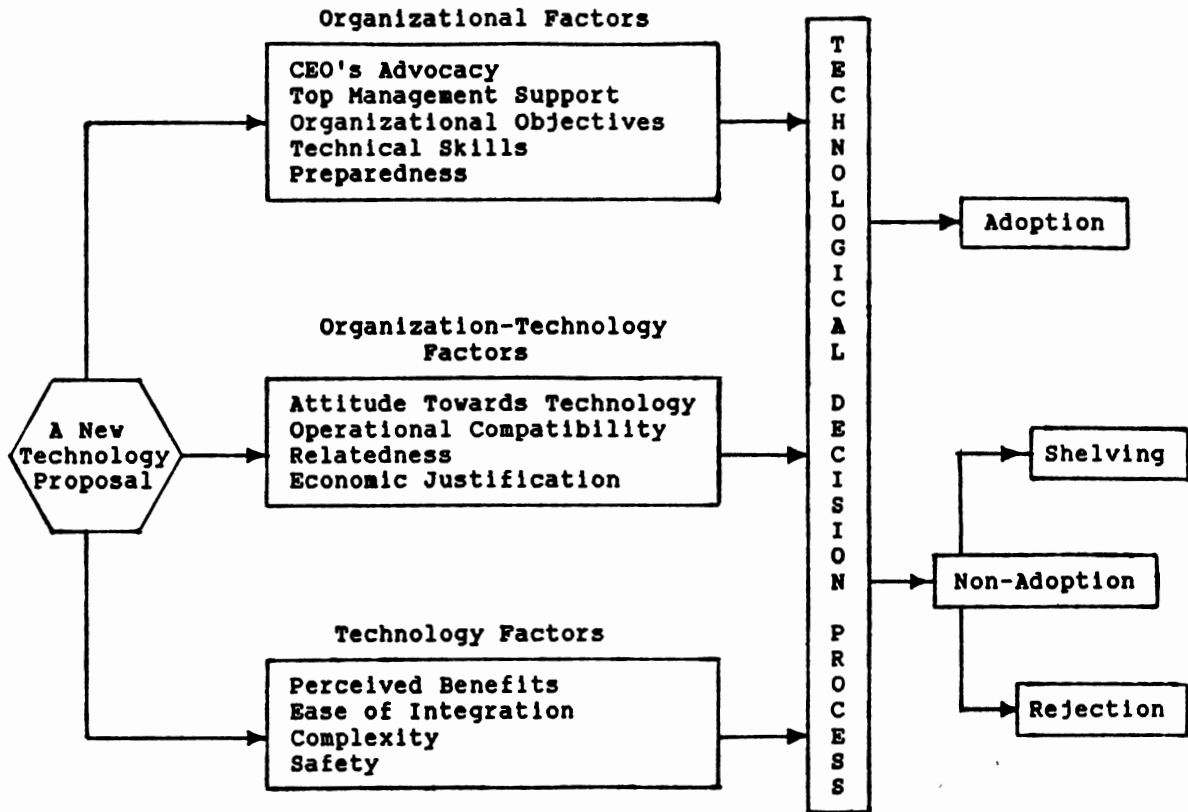 Organizational Factors
CEO's Advocacy
Top Management Support
Organizational Objectives
Technical Skills
Preparedness
Organization-Technology
Factors
Attitude Towards Technology
Operational Compatibility
Relatedness
Economic Justification
Technology Factors
Perceived Benefits
Ease of Integration
Complexity
Safety
A New
Technology
Proposal
TECHNOLOGICAL DECISION PROCESS
Adoption
Shelving
Non-Adoption
Rejection